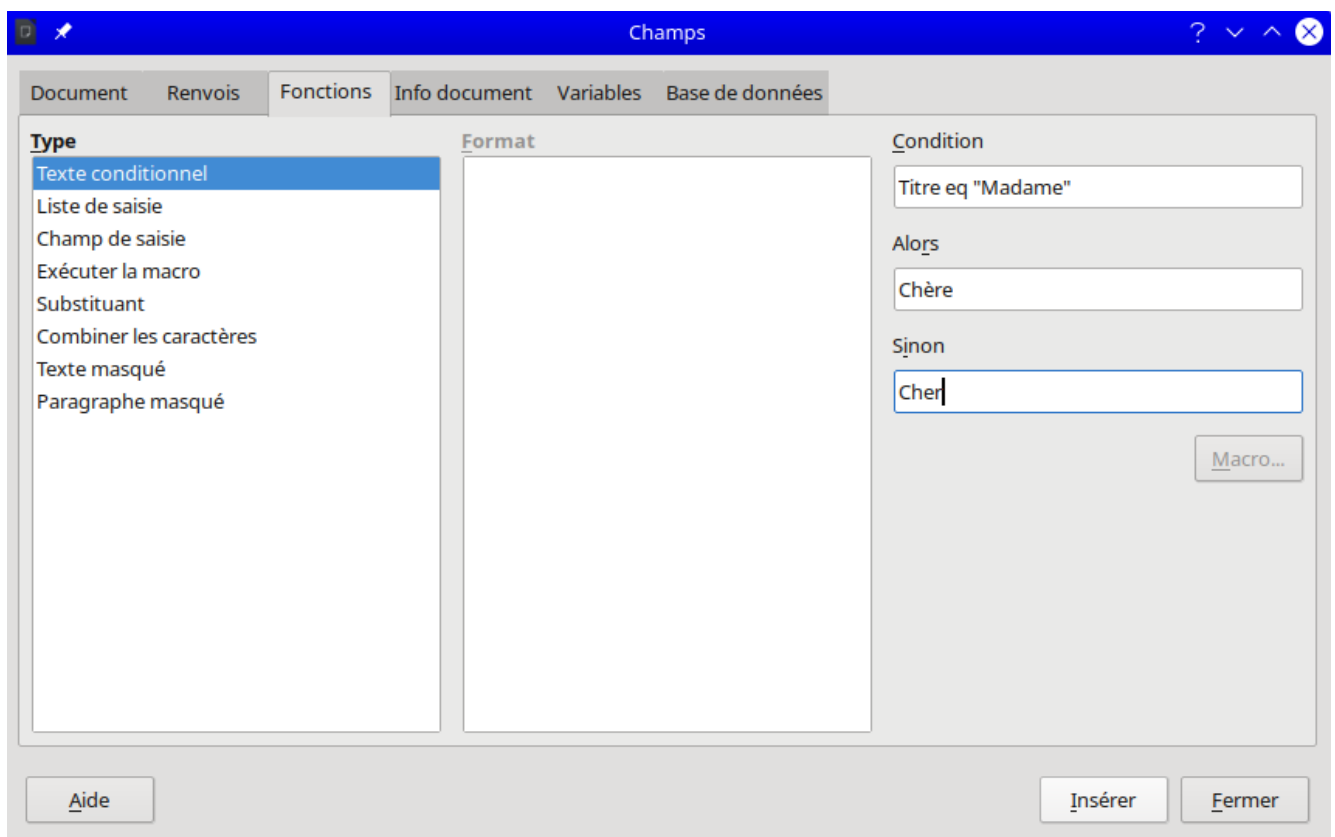 Champs
Document Renvois Fonctions Info document Variables Base de données
Type
Texte conditionnel
Liste de saisie
Champ de saisie
Exécuter la macro
Substituant
Combiner les caractères
Texte masqué
Paragraphe masqué
Format
Condition
Titre eq "Madame"
Alors
Chère
Sinon
Cher
Macro...
Aide
Insérer
Fermer